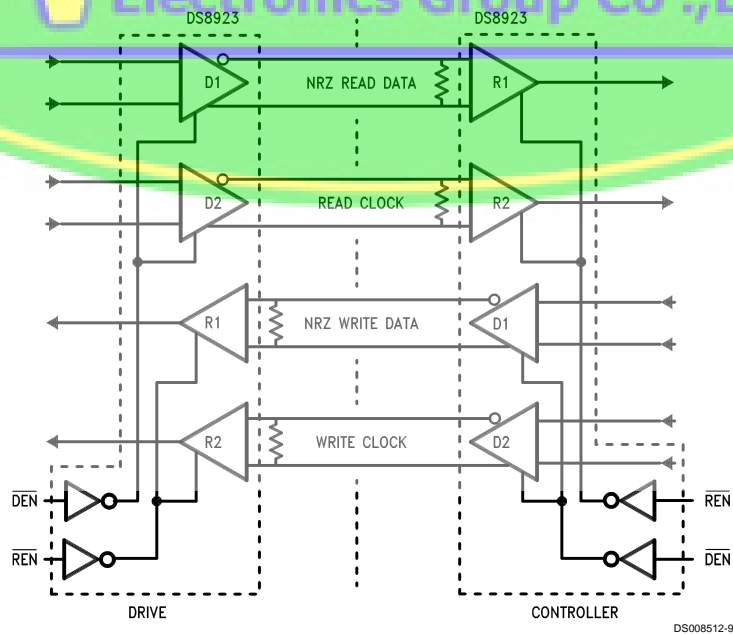 Electronics Group Co .,L
DS8923
DS8923
D1
NRZ READ DATA
R1
D2
READ CLOCK
R2
R1
NRZ WRITE DATA
D1
R2
WRITE CLOCK
D2
DEN
REN
REN
DEN
DRIVE
CONTROLLER
DS008512-9